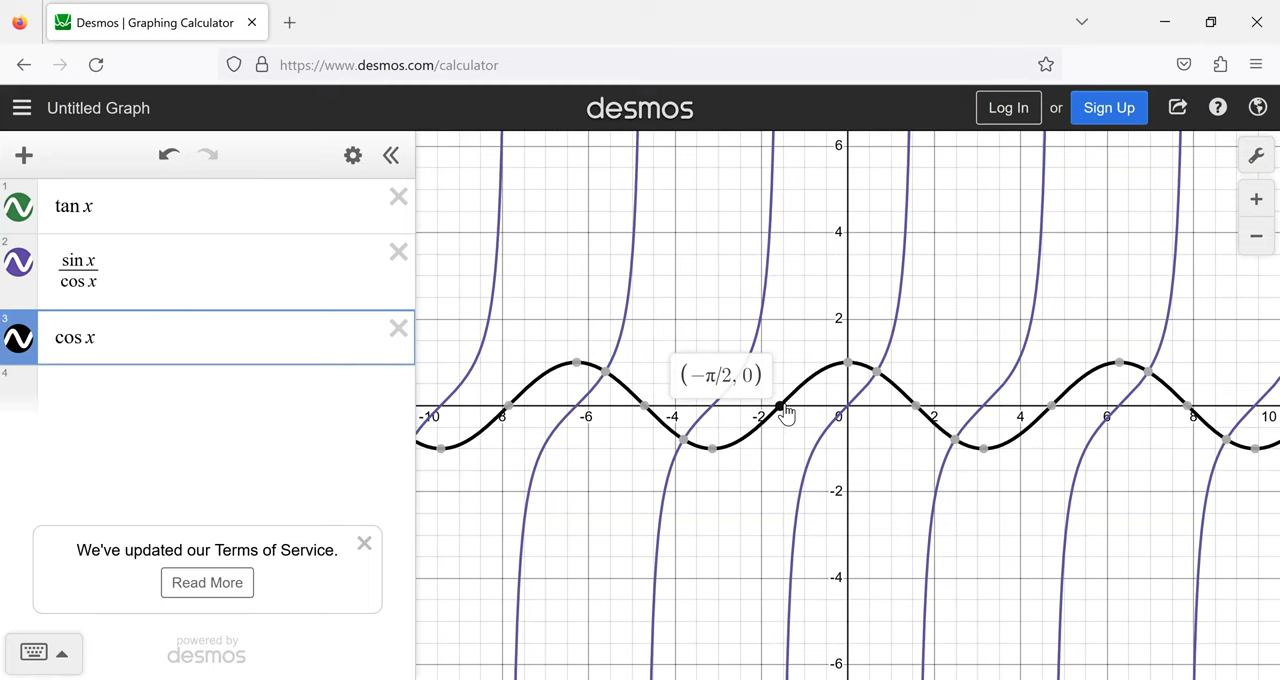 Desmos | Graphing Calculator
https://www.desmos.com/calculator
Untitled Graph
desmos
Log In or Sign Up
1
tan x
2
sin x
cos x
3
cos x
4
We've updated our Terms of Service.
Read More
powered by
desmos
6
4
2
(−π/2, 0)
-10 -8 -6 -4 -2 0 2 4 6 8 10
-2
-4
-6